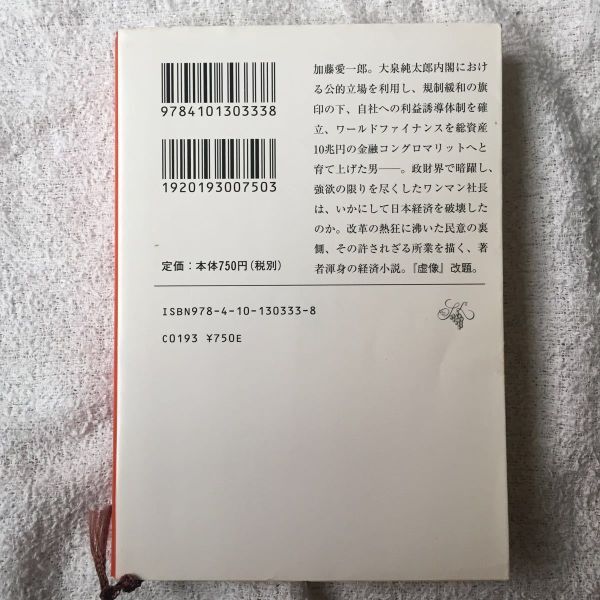 9784101303338
1920193007503
定価：本体750円（税別）
ISBN978-4-10-130333-8
C0193 ¥750E
加藤愛一郎。大泉純太郎内閣におけ
る公的立場を利用し、規制緩和の旗
印の下、自社への利益誘導体制を確
立、ワールドファイナンスを総資産
10兆円の金融コングロマリットへと
育て上げた男――。政財界で暗躍し、
強欲の限りを尽くしたワンマン社長
は、いかにして日本経済を破壊した
のか。改革の熱狂に沸いた民意の裏
側、その許されざる所業を描く、著
者渾身の経済小説。『虚像』改題。